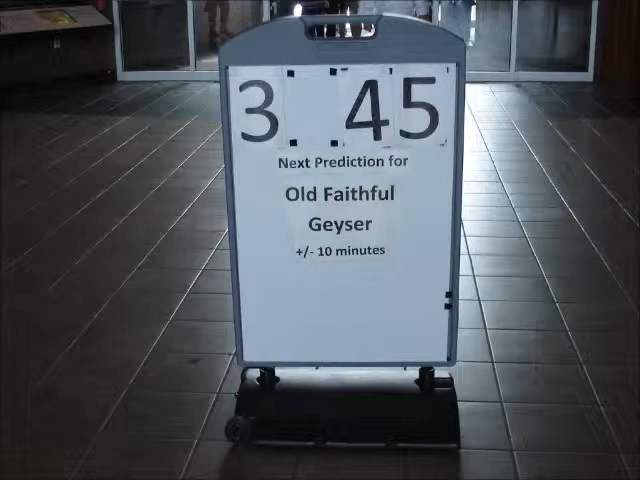 3 45
Next Prediction for
Old Faithful
Geyser
+/- 10 minutes